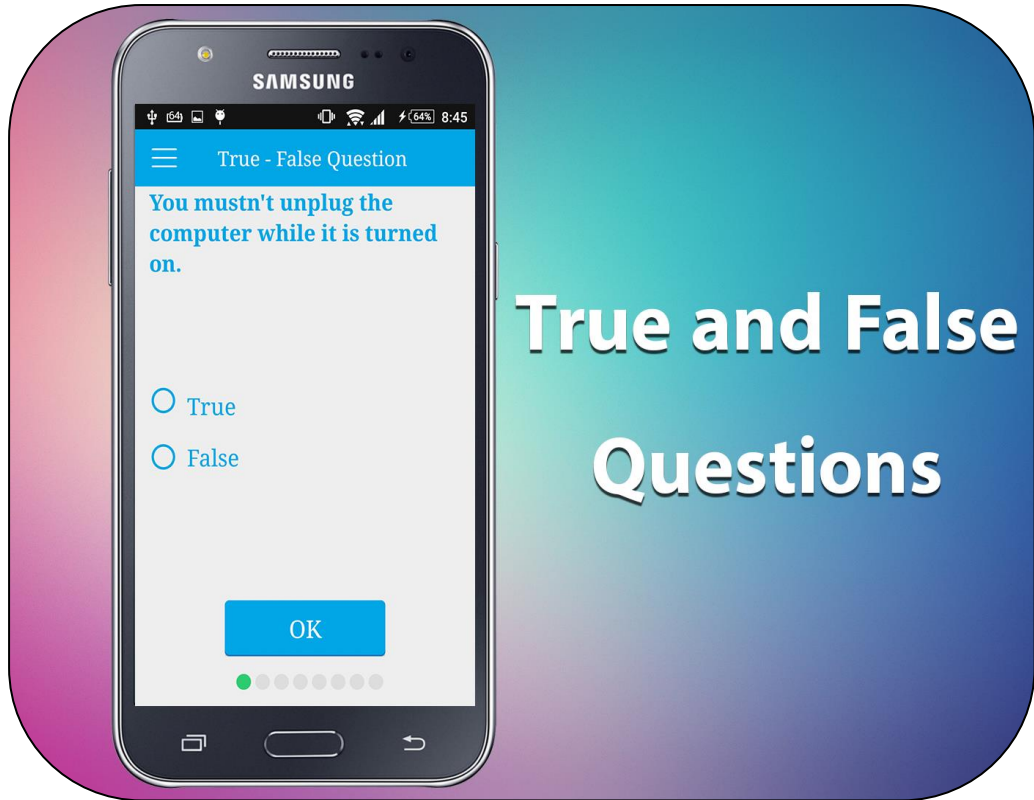 SAMSUNG
64 64% 8:45
True - False Question
You mustn't unplug the
computer while it is turned
on.
True
False
OK
True and False
Questions